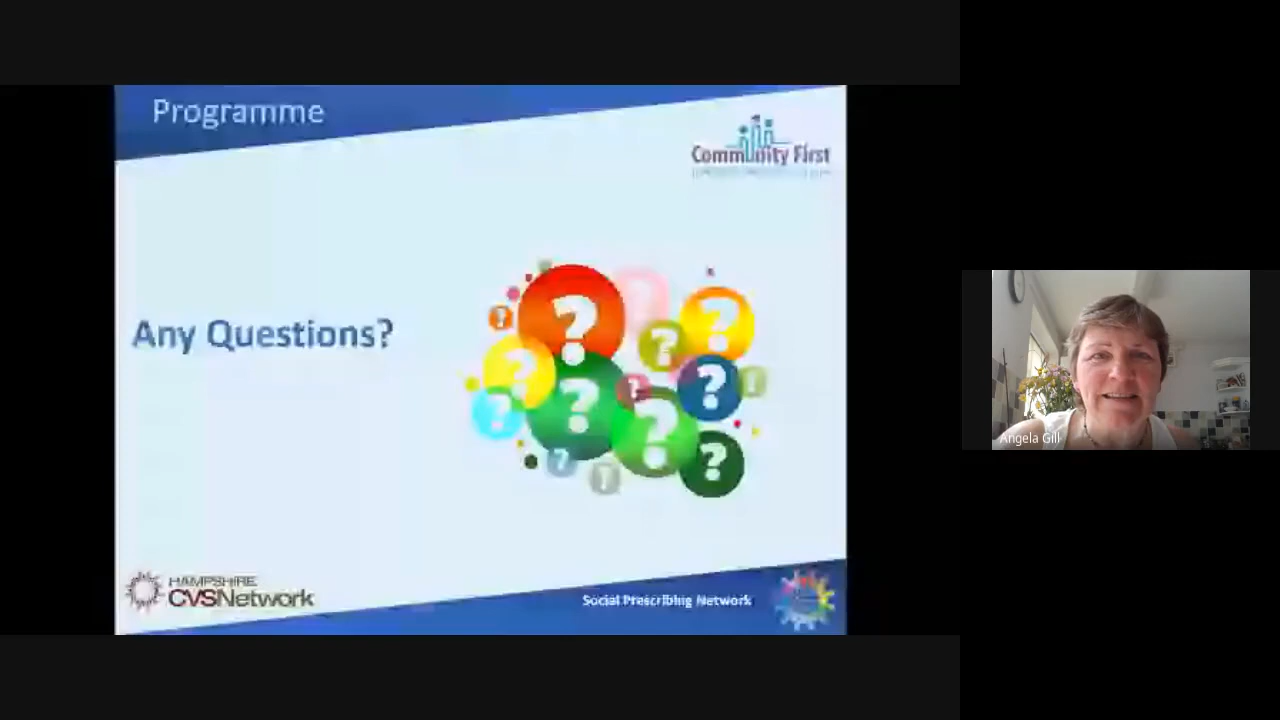 Programme
Community First
Any Questions?
? ? ? ? ? ? ? ? ? ? ? ? ?
Angela Gill
HAMPSHIRE
CVSNetwork
Social Prescribing Network